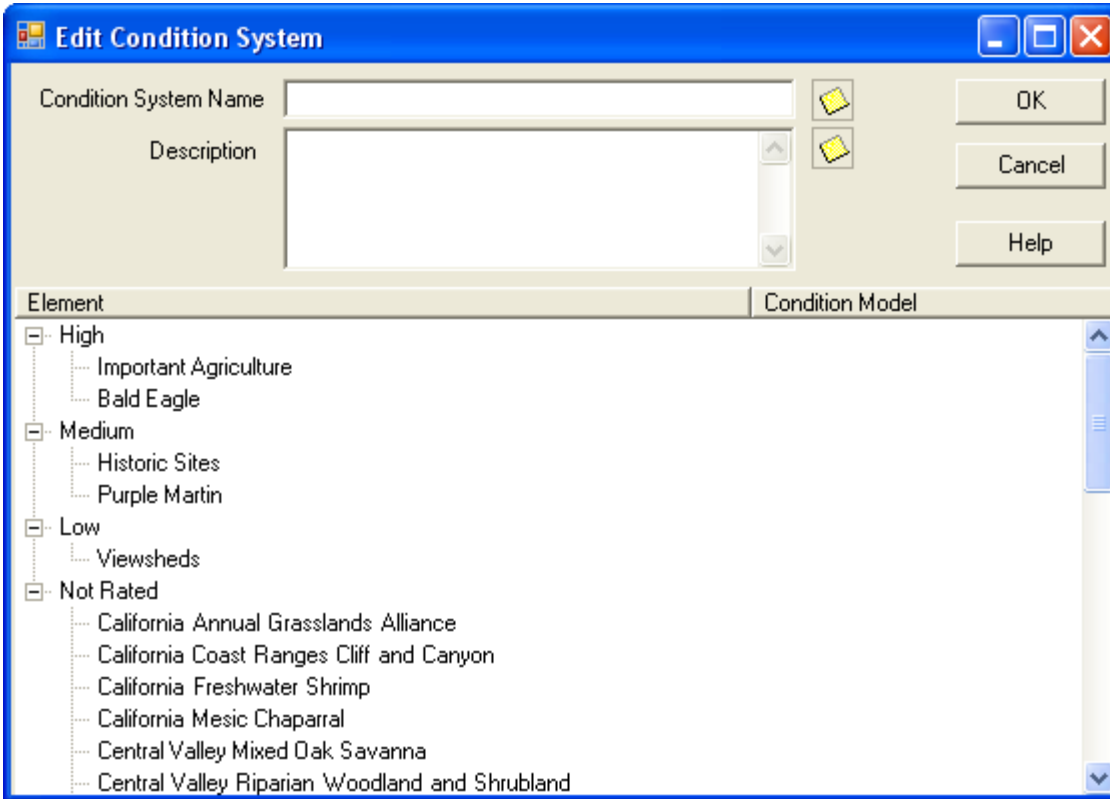 Edit Condition System
Condition System Name
OK
Description
Cancel
Help
Element Condition Model
High
Important Agriculture
Bald Eagle
Medium
Historic Sites
Purple Martin
Low
Viewsheds
Not Rated
California Annual Grasslands Alliance
California Coast Ranges Cliff and Canyon
California Freshwater Shrimp
California Mesic Chaparral
Central Valley Mixed Oak Savanna
Central Valley Riparian Woodland and Shrubland